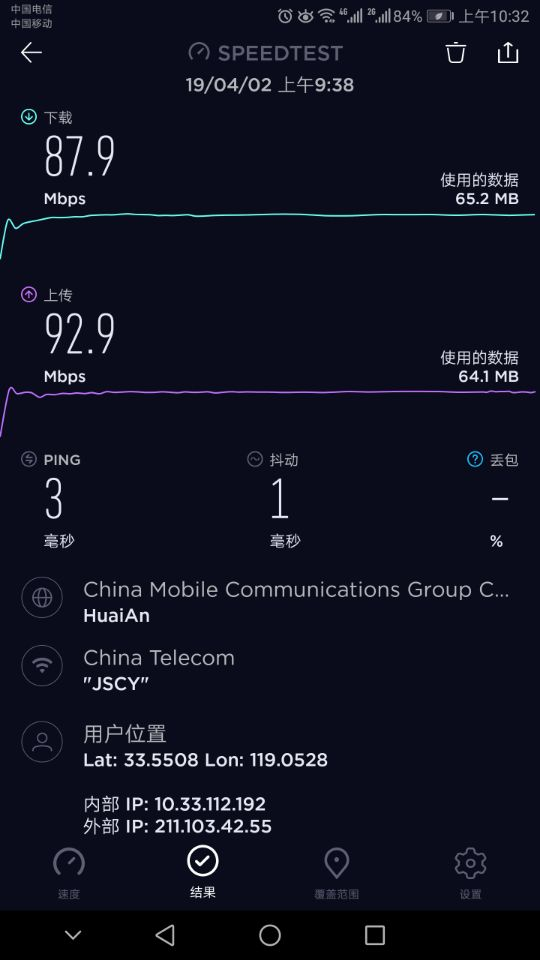 中国电信
中国移动
4G 2G 84% 上午10:32
SPEEDTEST
19/04/02 上午9:38
下载
87.9
Mbps
使用的数据
65.2 MB
上传
92.9
Mbps
使用的数据
64.1 MB
PING 抖动 ? 丢包
3 1 –
毫秒 毫秒 %
China Mobile Communications Group C...
HuaiAn
China Telecom
"JSCY"
用户位置
Lat: 33.5508 Lon: 119.0528
内部 IP: 10.33.112.192
外部 IP: 211.103.42.55
速度 结果 覆盖范围 设置